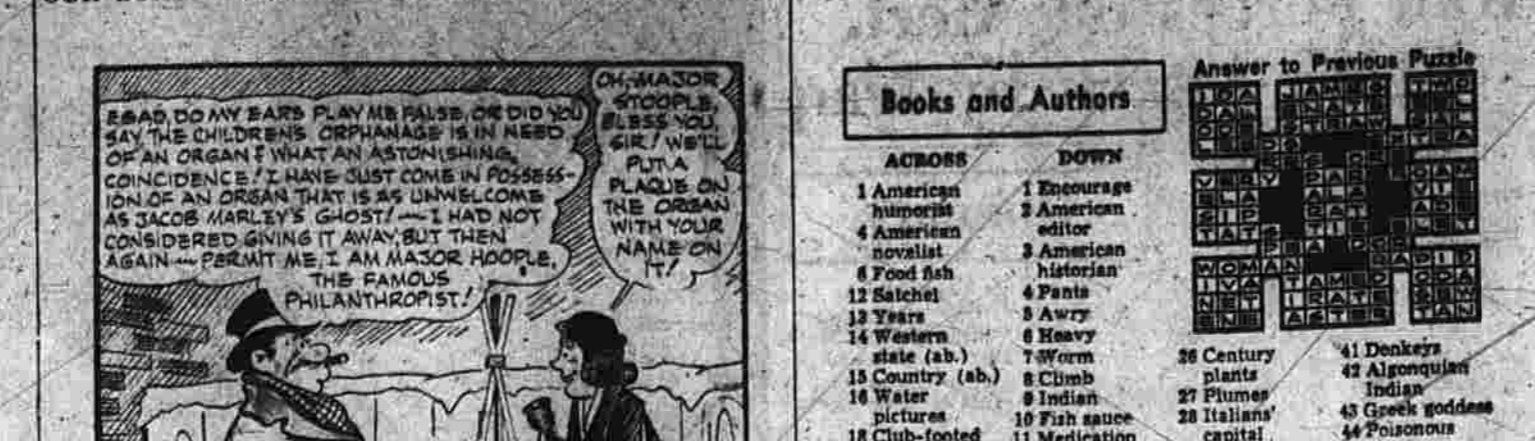 EGAD, DO MY EARS PLAY ME FALSE, OR DID YOU
SAY THE CHILDREN'S ORPHANAGE IS IN NEED
OF AN ORGAN? WHAT AN ASTONISHING
COINCIDENCE! I HAVE JUST COME IN POSSESS-
ION OF AN ORGAN THAT IS AS UNWELCOME
AS JACOB MARLEY'S GHOST! — I HAD NOT
CONSIDERED GIVING IT AWAY, BUT THEN
AGAIN — PERMIT ME, I AM MAJOR HOOPLE,
THE FAMOUS
PHILANTHROPIST!
OH, MAJOR
STOOPLE,
BLESS YOU,
SIR! WE'LL
PUT A
PLAQUE ON
THE ORGAN
WITH YOUR
NAME ON
IT!
Books and Authors
ACROSS
1 American
humorist
4 American
novelist
8 Food fish
12 Satchel
13 Years
14 Western
state (ab.)
15 Country (ab.)
16 Water
pictures
18 Club-footed
DOWN
1 Encourage
2 American
editor
3 American
historian
4 Pants
5 Awry
6 Heavy
7 Worm
8 Climb
9 Indian
10 Fish sauce
11 Medication
Answer to Previous Puzzle
26 Century
plants
27 Plumes
28 Italians'
capital
41 Donkeys
42 Algonquian
Indian
43 Greek goddess
44 Poisonous